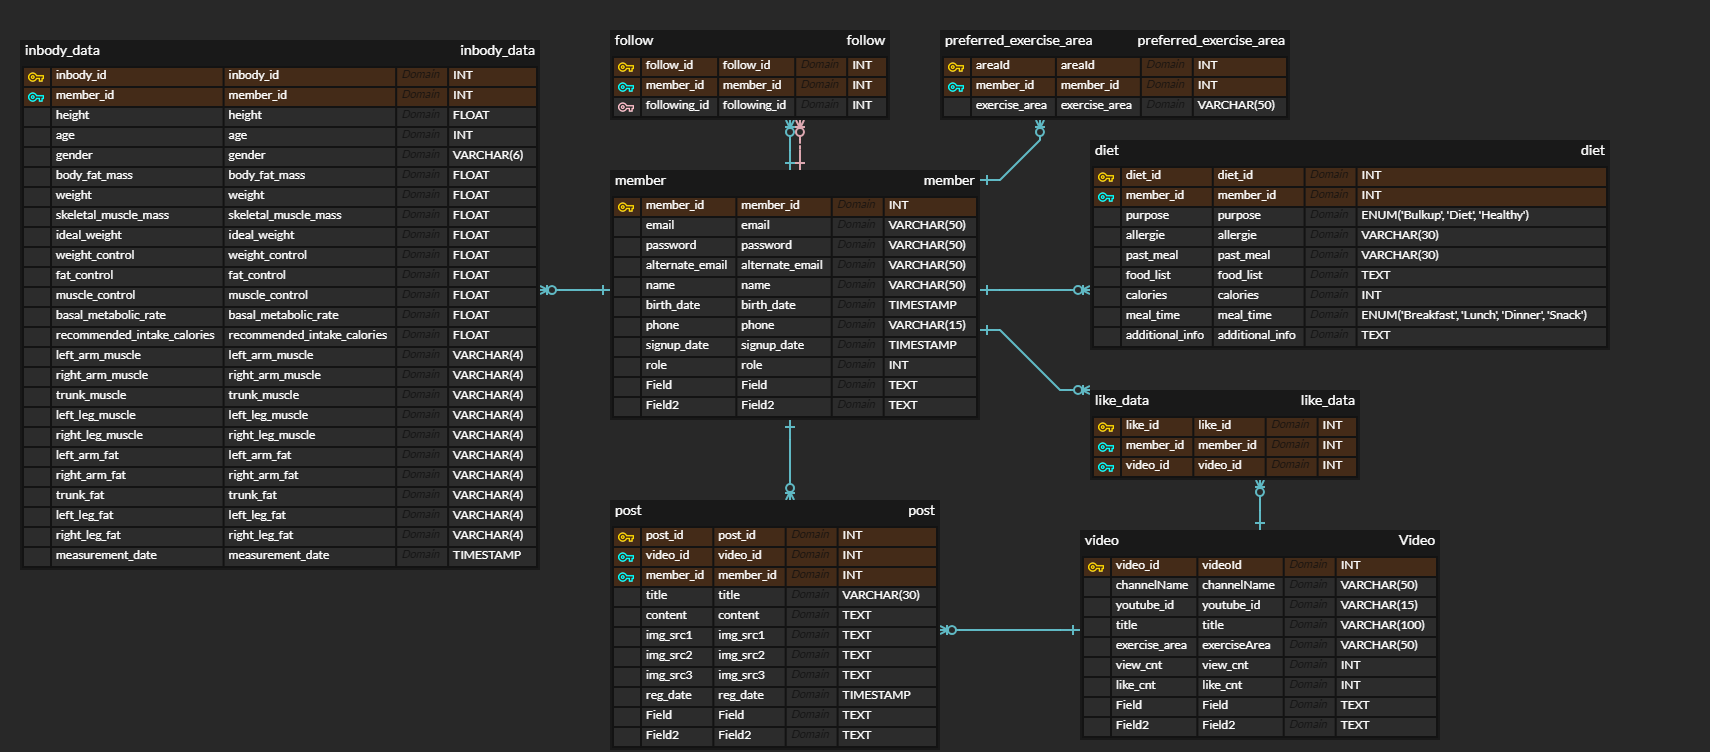 inbody_data inbody_data
inbody_id inbody_id Domain INT
member_id member_id Domain INT
height height Domain FLOAT
age age Domain INT
gender gender Domain VARCHAR(6)
body_fat_mass body_fat_mass Domain FLOAT
weight weight Domain FLOAT
skeletal_muscle_mass skeletal_muscle_mass Domain FLOAT
ideal_weight ideal_weight Domain FLOAT
weight_control weight_control Domain FLOAT
fat_control fat_control Domain FLOAT
muscle_control muscle_control Domain FLOAT
basal_metabolic_rate basal_metabolic_rate Domain FLOAT
recommended_intake_calories recommended_intake_calories Domain FLOAT
left_arm_muscle left_arm_muscle Domain VARCHAR(4)
right_arm_muscle right_arm_muscle Domain VARCHAR(4)
trunk_muscle trunk_muscle Domain VARCHAR(4)
left_leg_muscle left_leg_muscle Domain VARCHAR(4)
right_leg_muscle right_leg_muscle Domain VARCHAR(4)
left_arm_fat left_arm_fat Domain VARCHAR(4)
right_arm_fat right_arm_fat Domain VARCHAR(4)
trunk_fat trunk_fat Domain VARCHAR(4)
left_leg_fat left_leg_fat Domain VARCHAR(4)
right_leg_fat right_leg_fat Domain VARCHAR(4)
measurement_date measurement_date Domain TIMESTAMP
follow follow
follow_id follow_id Domain INT
member_id member_id Domain INT
following_id following_id Domain INT
preferred_exercise_area preferred_exercise_area
areaId areaId Domain INT
member_id member_id Domain INT
exercise_area exercise_area Domain VARCHAR(50)
member member
member_id member_id Domain INT
email email Domain VARCHAR(50)
password password Domain VARCHAR(50)
alternate_email alternate_email Domain VARCHAR(50)
name name Domain VARCHAR(50)
birth_date birth_date Domain TIMESTAMP
phone phone Domain VARCHAR(15)
signup_date signup_date Domain TIMESTAMP
role role Domain INT
Field Field Domain TEXT
Field2 Field2 Domain TEXT
diet diet
diet_id diet_id Domain INT
member_id member_id Domain INT
purpose purpose Domain ENUM('Bulkup', 'Diet', 'Healthy')
allergie allergie Domain VARCHAR(30)
past_meal past_meal Domain VARCHAR(30)
food_list food_list Domain TEXT
calories calories Domain INT
meal_time meal_time Domain ENUM('Breakfast', 'Lunch', 'Dinner', 'Snack')
additional_info additional_info Domain TEXT
like_data like_data
like_id like_id Domain INT
member_id member_id Domain INT
video_id video_id Domain INT
post post
post_id post_id Domain INT
video_id video_id Domain INT
member_id member_id Domain INT
title title Domain VARCHAR(30)
content content Domain TEXT
img_src1 img_src1 Domain TEXT
img_src2 img_src2 Domain TEXT
img_src3 img_src3 Domain TEXT
reg_date reg_date Domain TIMESTAMP
Field Field Domain TEXT
Field2 Field2 Domain TEXT
video Video
video_id videoId Domain INT
channelName channelName Domain VARCHAR(50)
youtube_id youtube_id Domain VARCHAR(15)
title title Domain VARCHAR(100)
exercise_area exerciseArea Domain VARCHAR(50)
view_cnt view_cnt Domain INT
like_cnt like_cnt Domain INT
Field Field Domain TEXT
Field2 Field2 Domain TEXT